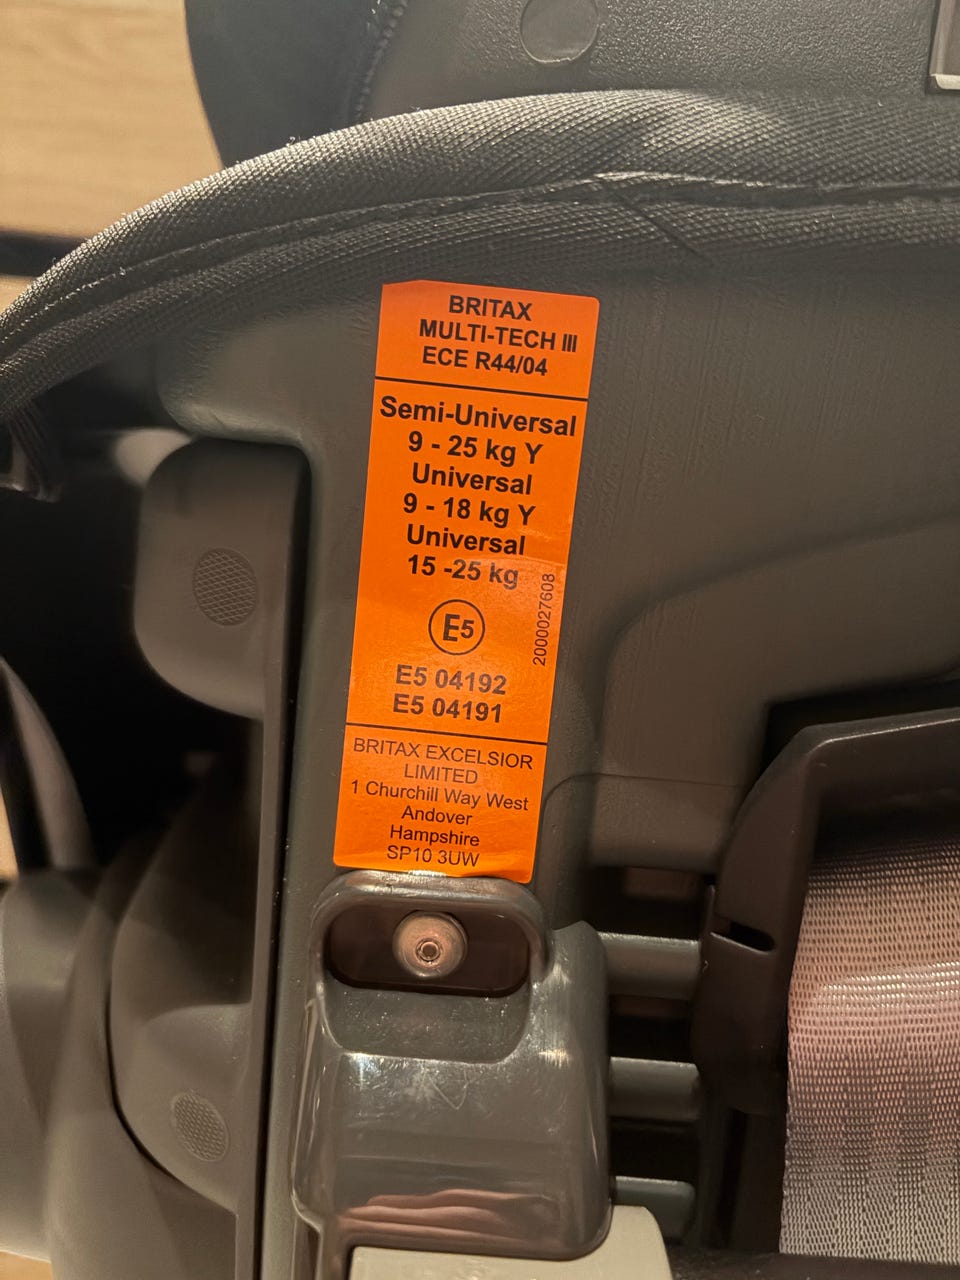 BRITAX
MULTI-TECH III
ECE R44/04
Semi-Universal
9 - 25 kg Y
Universal
9 - 18 kg Y
Universal
15 -25 kg
E5
2000027608
E5 04192
E5 04191
BRITAX EXCELSIOR
LIMITED
1 Churchill Way West
Andover
Hampshire
SP10 3UW